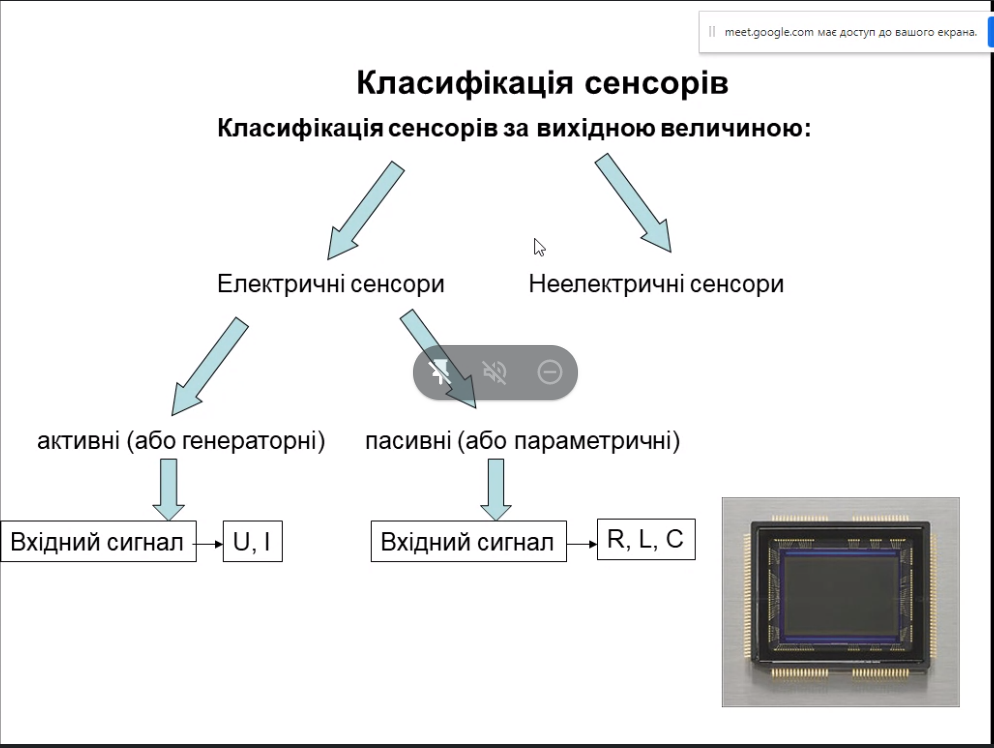 meet.google.com має доступ до вашого екрана.
Класифікація сенсорів
Класифікація сенсорів за вихідною величиною:
Електричні сенсори
Неелектричні сенсори
активні (або генераторні)
пасивні (або параметричні)
Вхідний сигнал
U, I
Вхідний сигнал
R, L, C